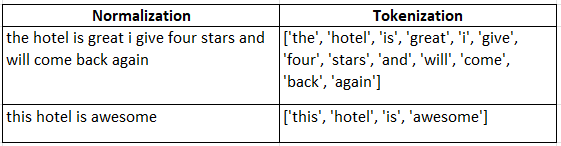 Normalization
Tokenization
the hotel is great i give four stars and
will come back again
['the', 'hotel', 'is', 'great', 'i', 'give',
'four', 'stars', 'and', 'will', 'come',
'back', 'again']
this hotel is awesome
['this', 'hotel', 'is', 'awesome']